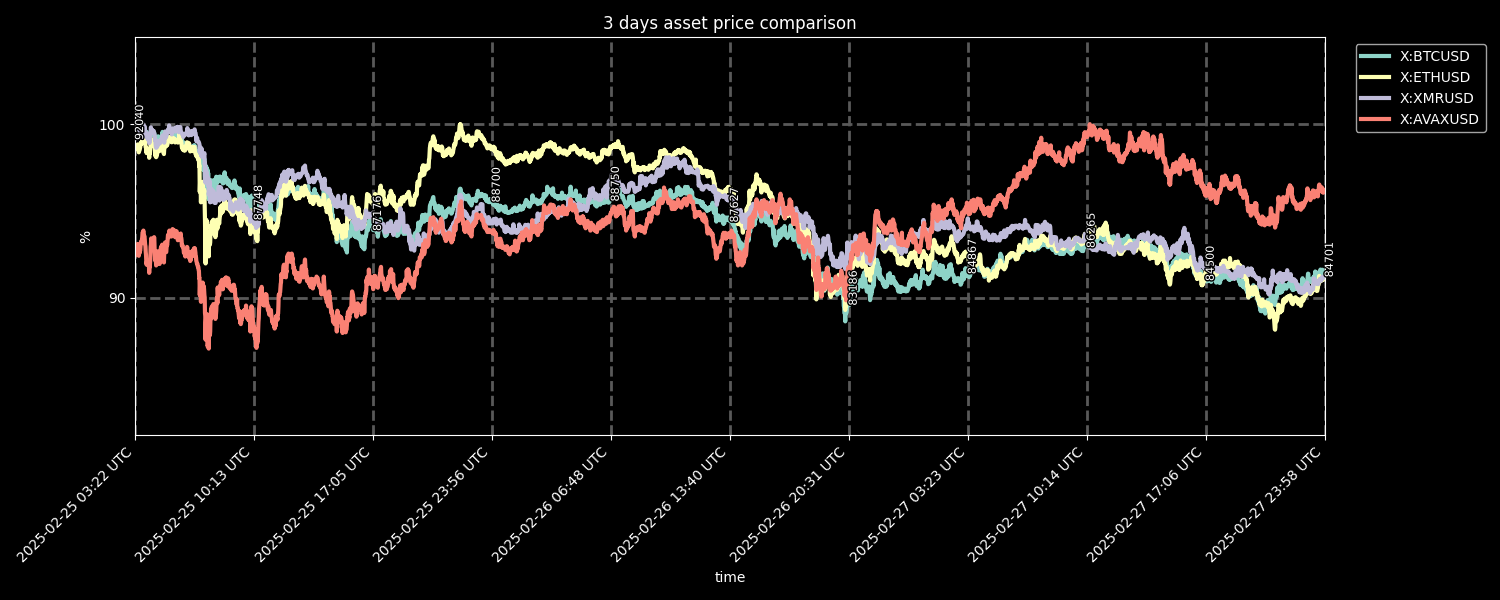 3 days asset price comparison
X:BTCUSD
X:ETHUSD
X:XMRUSD
X:AVAXUSD
100
90
%
92040
87748
87176
88700
88750
87627
83186
84867
86265
84500
84701
2025-02-25 03:22 UTC
2025-02-25 10:13 UTC
2025-02-25 17:05 UTC
2025-02-25 23:56 UTC
2025-02-26 06:48 UTC
2025-02-26 13:40 UTC
2025-02-26 20:31 UTC
2025-02-27 03:23 UTC
2025-02-27 10:14 UTC
2025-02-27 17:06 UTC
2025-02-27 23:58 UTC
time